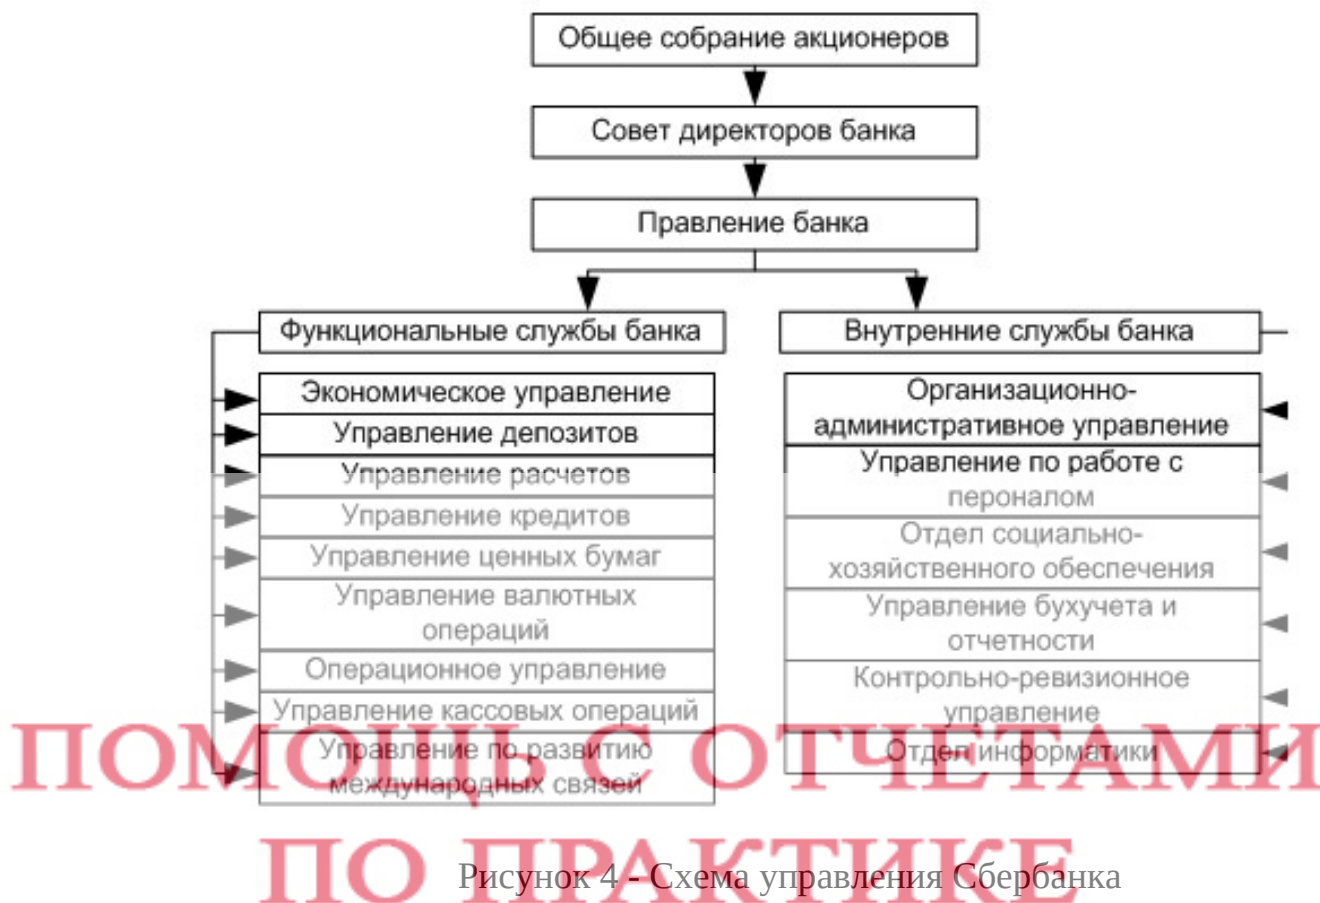 Общее собрание акционеров
Совет директоров банка
Правление банка
Функциональные службы банка
Экономическое управление
Управление депозитов
Управление расчетов
Управление кредитов
Управление ценных бумаг
Управление валютных
операций
Операционное управление
Управление кассовых операций
Управление по развитию
международных связей
Внутренние службы банка
Организационно-
административное управление
Управление по работе с
пероналом
Отдел социально-
хозяйственного обеспечения
Управление бухучета и
отчетности
Контрольно-ревизионное
управление
Отдел информатики
ПОМОЩЬ С ОТЧЕТАМИ
ПО ПРАКТИКЕ
Рисунок 4 - Схема управления Сбербанка